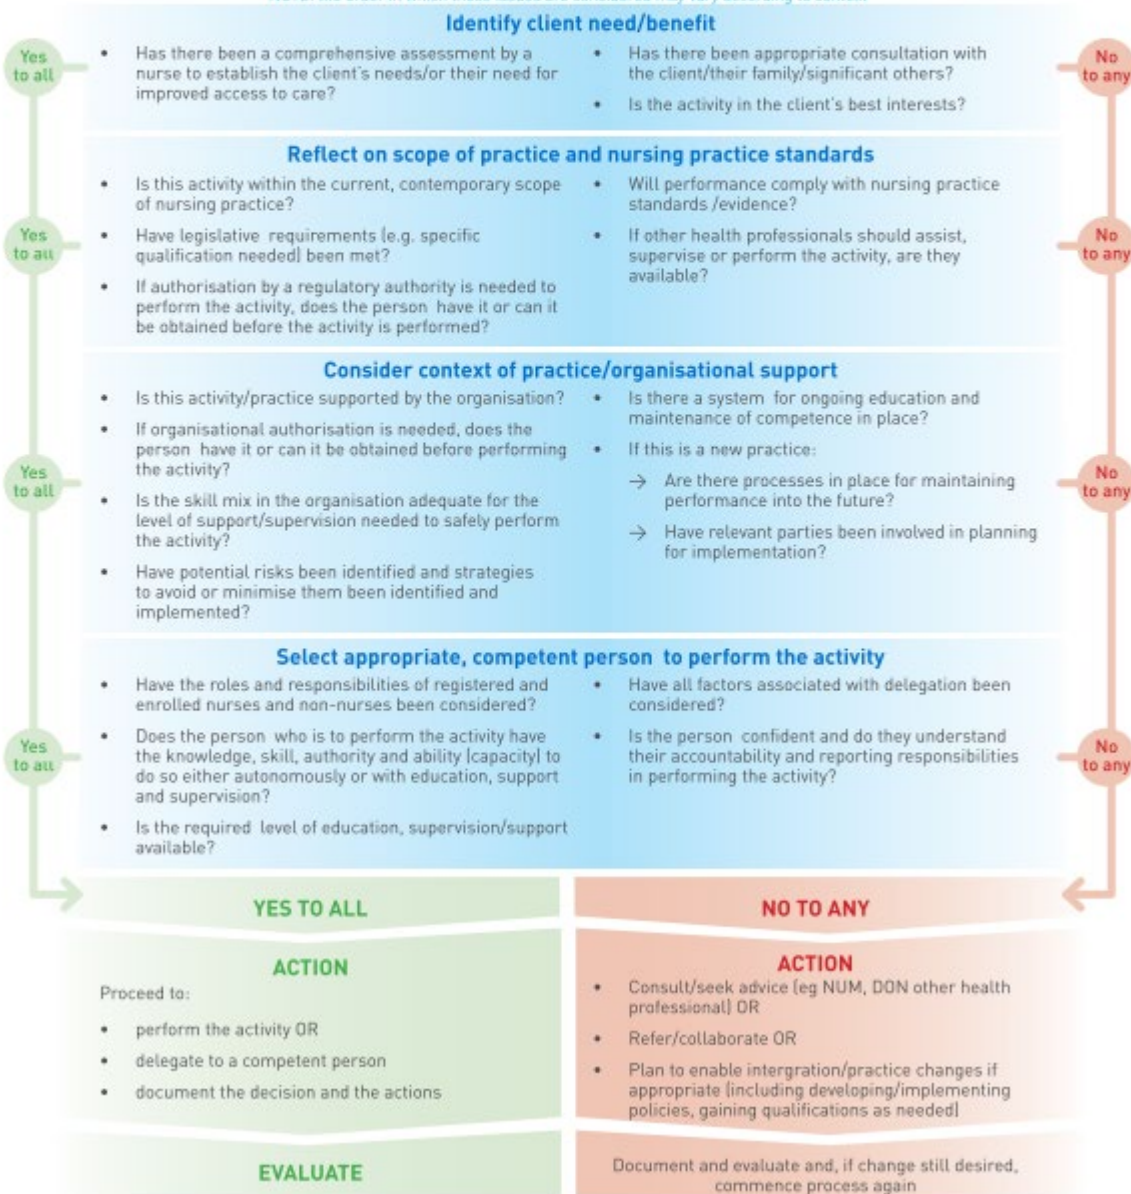 Identify client need/benefit
Yes
to all
• Has there been a comprehensive assessment by a
nurse to establish the client's needs/or their need for
improved access to care?
• Has there been appropriate consultation with
the client/their family/significant others?
• Is the activity in the client's best interests?
No
to any
Reflect on scope of practice and nursing practice standards
Yes
to all
• Is this activity within the current, contemporary scope
of nursing practice?
• Have legislative requirements (e.g. specific
qualification needed) been met?
• If authorisation by a regulatory authority is needed to
perform the activity, does the person have it or can it
be obtained before the activity is performed?
• Will performance comply with nursing practice
standards /evidence?
• If other health professionals should assist,
supervise or perform the activity, are they
available?
No
to any
Consider context of practice/organisational support
Yes
to all
• Is this activity/practice supported by the organisation?
• If organisational authorisation is needed, does the
person have it or can it be obtained before performing
the activity?
• Is the skill mix in the organisation adequate for the
level of support/supervision needed to safely perform
the activity?
• Have potential risks been identified and strategies
to avoid or minimise them been identified and
implemented?
• Is there a system for ongoing education and
maintenance of competence in place?
• If this is a new practice:
→ Are there processes in place for maintaining
performance into the future?
→ Have relevant parties been involved in planning
for implementation?
No
to any
Select appropriate, competent person to perform the activity
Yes
to all
• Have the roles and responsibilities of registered and
enrolled nurses and non-nurses been considered?
• Does the person who is to perform the activity have
the knowledge, skill, authority and ability (capacity) to
do so either autonomously or with education, support
and supervision?
• Is the required level of education, supervision/support
available?
• Have all factors associated with delegation been
considered?
• Is the person confident and do they understand
their accountability and reporting responsibilities
in performing the activity?
No
to any
YES TO ALL
ACTION
Proceed to:
• perform the activity OR
• delegate to a competent person
• document the decision and the actions
EVALUATE
NO TO ANY
ACTION
• Consult/seek advice (eg NUM, DON other health
professional) OR
• Refer/collaborate OR
• Plan to enable intergration/practice changes if
appropriate (including developing/implementing
policies, gaining qualifications as needed)
Document and evaluate and, if change still desired,
commence process again